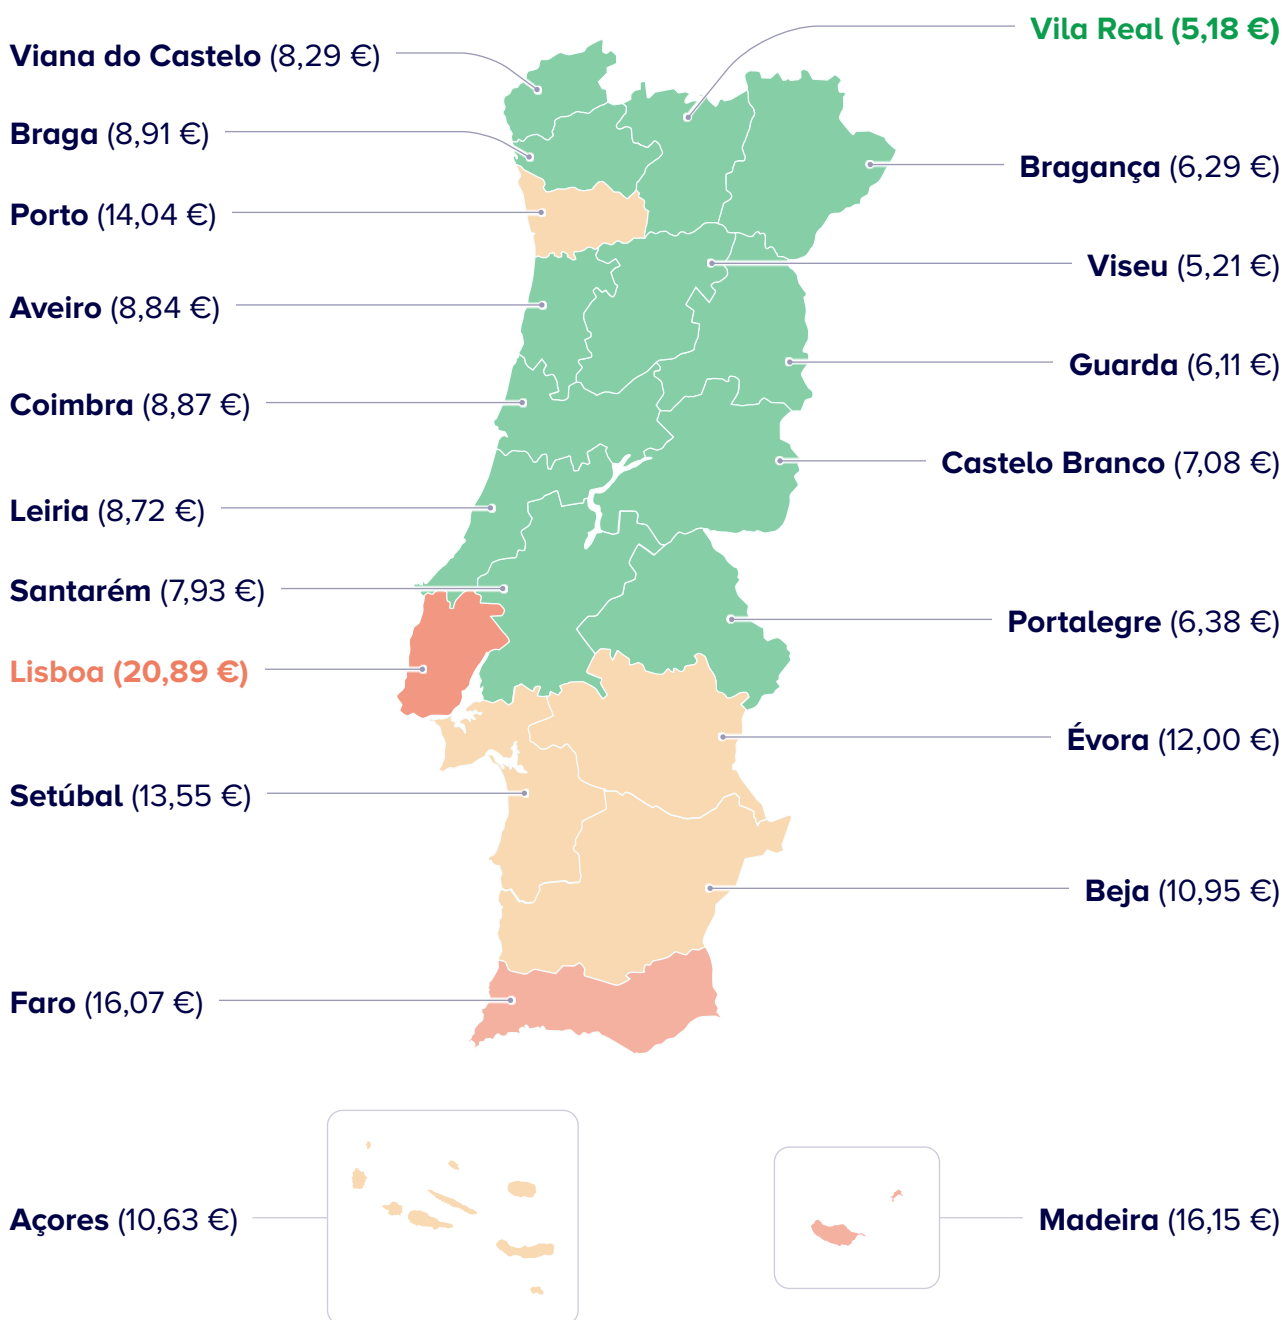 Vila Real (5,18 €)
Viana do Castelo (8,29 €)
Braga (8,91 €)
Bragança (6,29 €)
Porto (14,04 €)
Viseu (5,21 €)
Aveiro (8,84 €)
Guarda (6,11 €)
Coimbra (8,87 €)
Castelo Branco (7,08 €)
Leiria (8,72 €)
Santarém (7,93 €)
Portalegre (6,38 €)
Lisboa (20,89 €)
Évora (12,00 €)
Setúbal (13,55 €)
Beja (10,95 €)
Faro (16,07 €)
Açores (10,63 €)
Madeira (16,15 €)